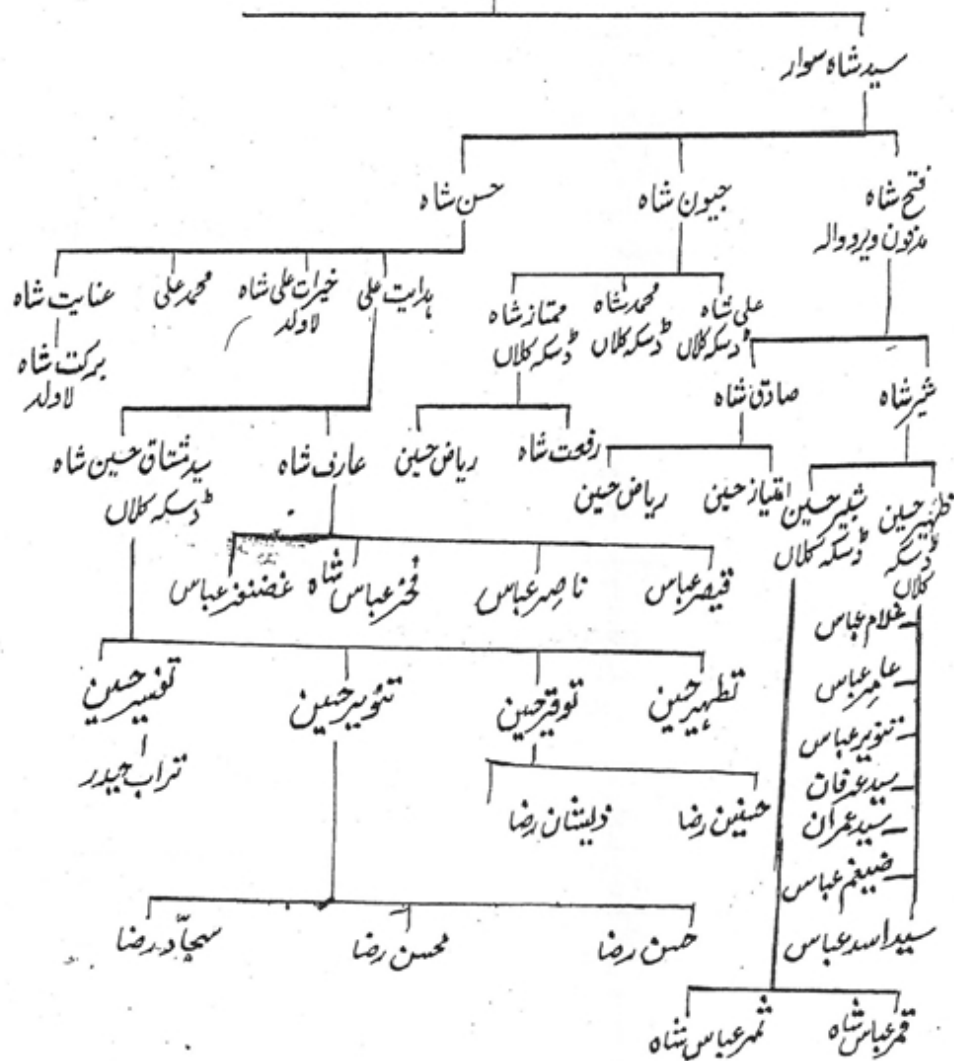 سید شاہ سوار
فتح شاہ
مدفون ویرووالہ
جیون شاہ
حسن شاہ
علی شاہ
ڈسکہ کلاں
محمد شاہ
ڈسکہ کلاں
ممتاز شاہ
ڈسکہ کلاں
ہدایت علی
خیرات علی شاہ
لاولد
محمد علی
عنایت شاہ
برکت شاہ
لاولد
شیر شاہ
صادق شاہ
رفعت شاہ
ریاض حسین
عارف شاہ
سید مشتاق حسین شاہ
ڈسکہ کلاں
ظہیر حسین
ڈسکہ
کلاں
شبیر حسین
ڈسکہ کلاں
امتیاز حسین
ریاض حسین
قیصر عباس
ناصر عباس
فخر عباس شاہ
غضنفر عباس
غلام عباس
عامر عباس
تنویر عباس
سید عرفان
سید عمران
ضیغم عباس
سید اسد عباس
تطہیر حسین
توقیر حسین
تنویر حسین
تفسیر حسین
تراب حیدر
حسنین رضا
ذیشان رضا
حسن رضا
محسن رضا
سجّاد رضا
قمر عباس شاہ
ثمر عباس شاہ